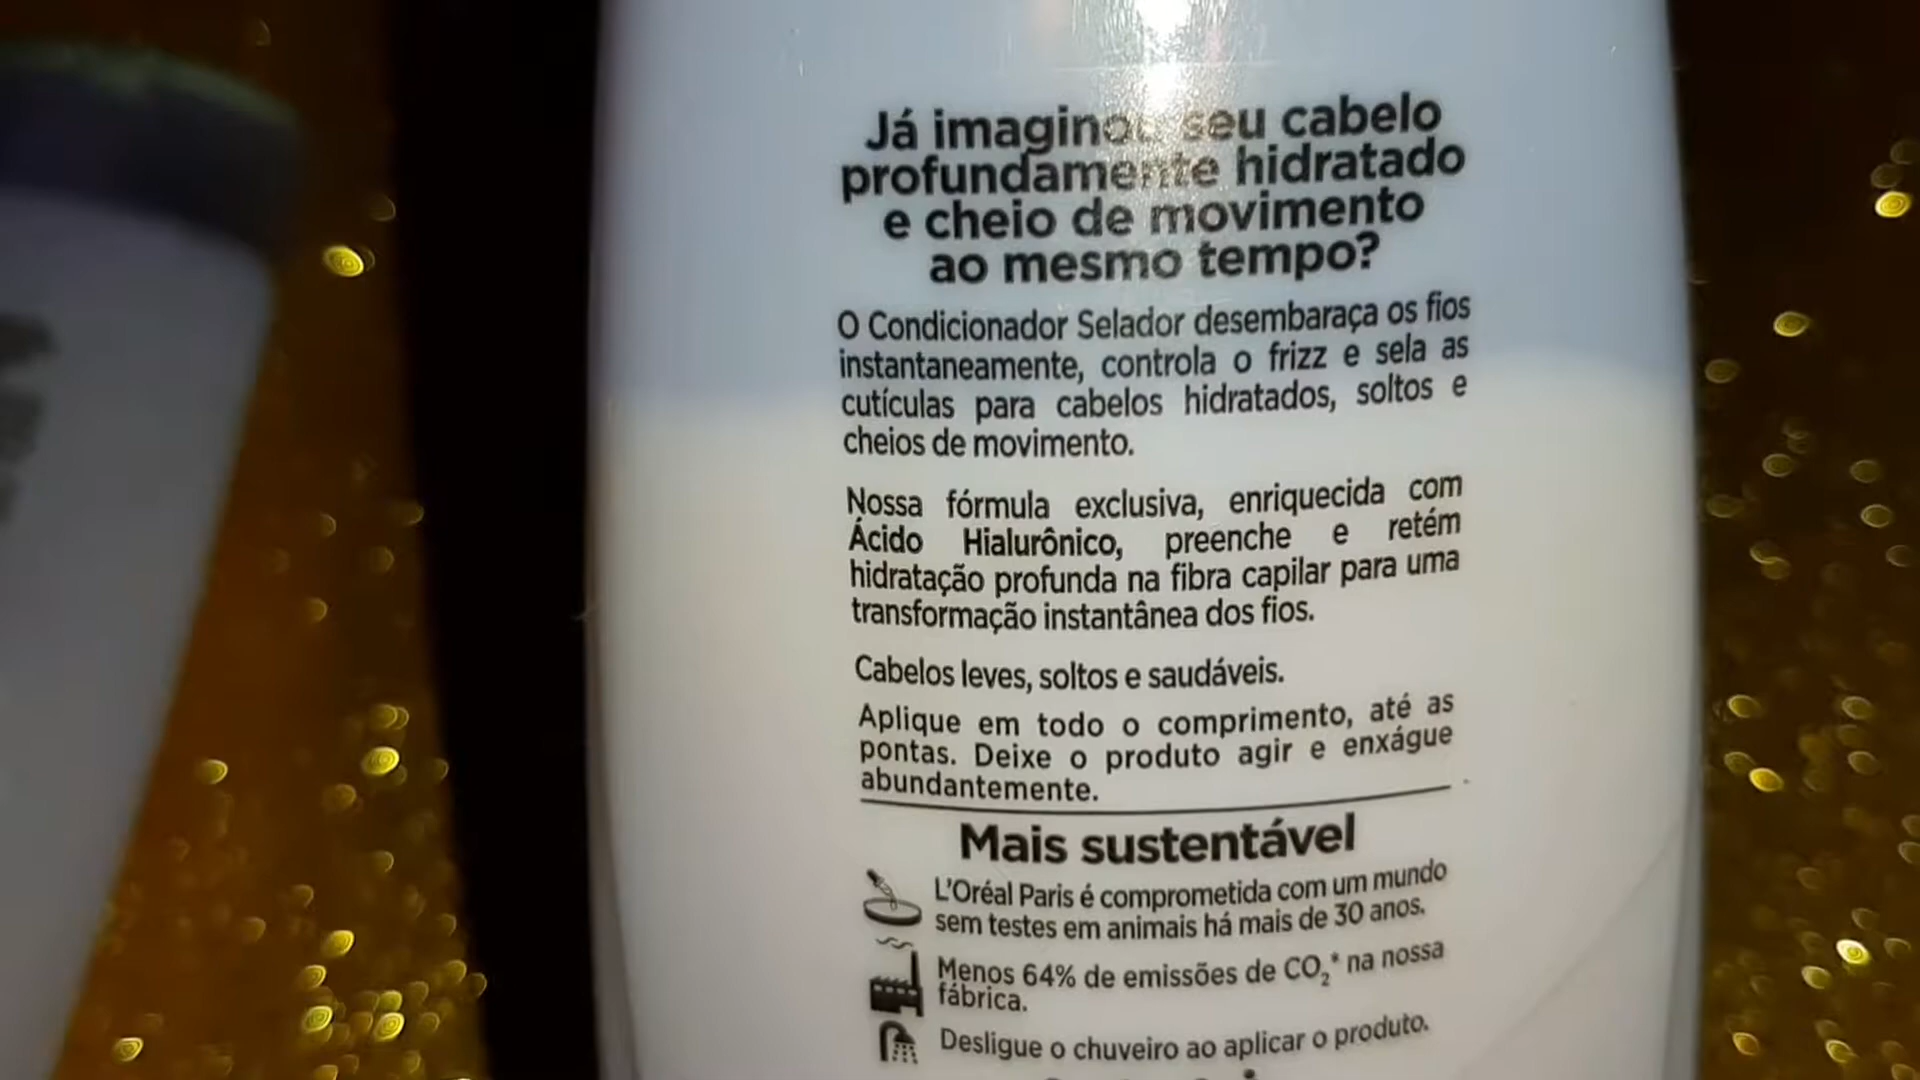 Já imaginou seu cabelo
profundamente hidratado
e cheio de movimento
ao mesmo tempo?
O Condicionador Selador desembaraça os fios
instantaneamente, controla o frizz e sela as
cutículas para cabelos hidratados, soltos e
cheios de movimento.
Nossa fórmula exclusiva, enriquecida com
Ácido Hialurônico, preenche e retém
hidratação profunda na fibra capilar para uma
transformação instantânea dos fios.
Cabelos leves, soltos e saudáveis.
Aplique em todo o comprimento, até as
pontas. Deixe o produto agir e enxágue
abundantemente.
Mais sustentável
L'Oréal Paris é comprometida com um mundo
sem testes em animais há mais de 30 anos.
Menos 64% de emissões de CO₂* na nossa
fábrica.
Desligue o chuveiro ao aplicar o produto.